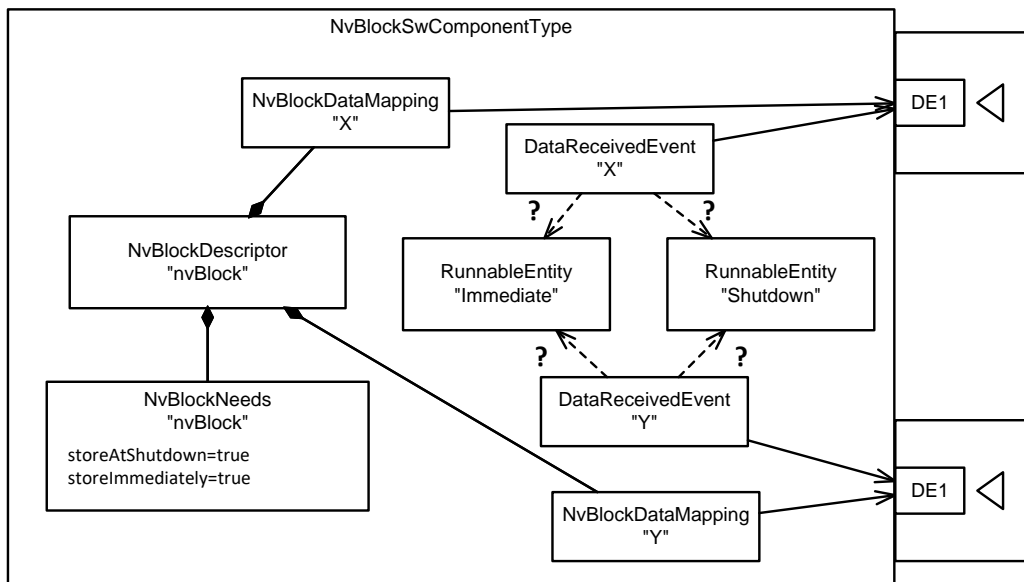 NvBlockSwComponentType
NvBlockDataMapping
"X"
DE1
DataReceivedEvent
"X"
?
?
NvBlockDescriptor
"nvBlock"
RunnableEntity
"Immediate"
RunnableEntity
"Shutdown"
?
?
NvBlockNeeds
"nvBlock"
storeAtShutdown=true
storeImmediately=true
DataReceivedEvent
"Y"
DE1
NvBlockDataMapping
"Y"